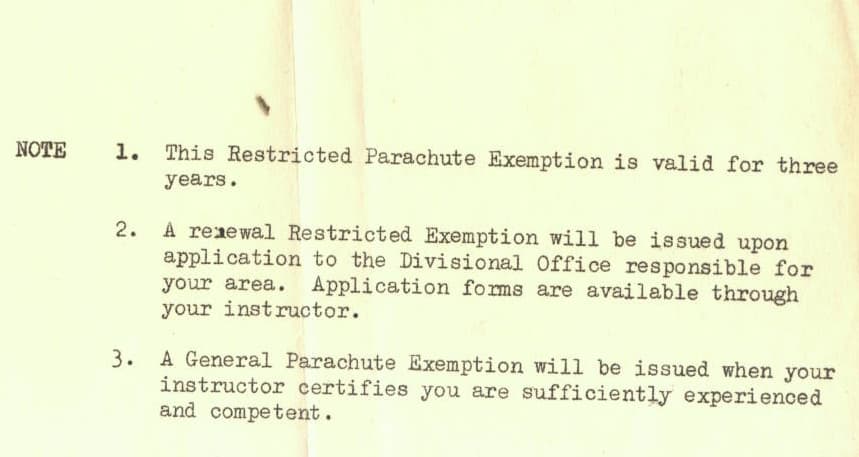 NOTE 1. This Restricted Parachute Exemption is valid for three
years.
2. A renewal Restricted Exemption will be issued upon
application to the Divisional Office responsible for
your area. Application forms are available through
your instructor.
3. A General Parachute Exemption will be issued when your
instructor certifies you are sufficiently experienced
and competent.